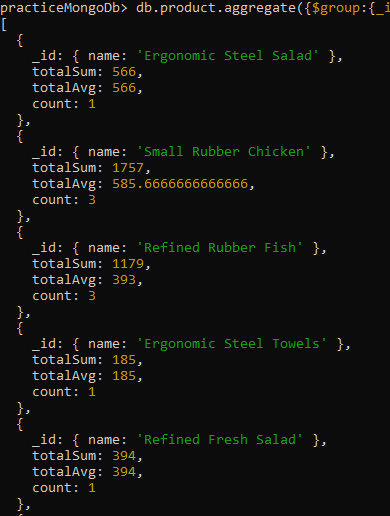 practiceMongoDb> db.product.aggregate({$group:{_i
[
  {
    _id: { name: 'Ergonomic Steel Salad' },
    totalSum: 566,
    totalAvg: 566,
    count: 1
  },
  {
    _id: { name: 'Small Rubber Chicken' },
    totalSum: 1757,
    totalAvg: 585.6666666666666,
    count: 3
  },
  {
    _id: { name: 'Refined Rubber Fish' },
    totalSum: 1179,
    totalAvg: 393,
    count: 3
  },
  {
    _id: { name: 'Ergonomic Steel Towels' },
    totalSum: 185,
    totalAvg: 185,
    count: 1
  },
  {
    _id: { name: 'Refined Fresh Salad' },
    totalSum: 394,
    totalAvg: 394,
    count: 1
  },